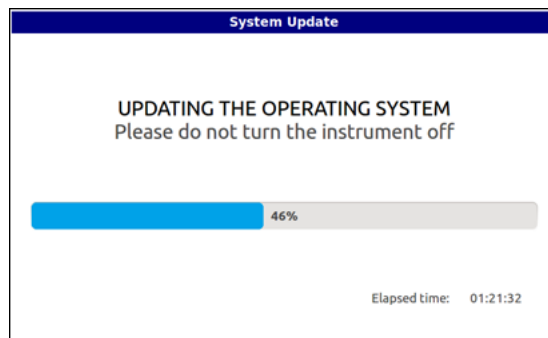 System Update
UPDATING THE OPERATING SYSTEM
Please do not turn the instrument off
46%
Elapsed time: 01:21:32